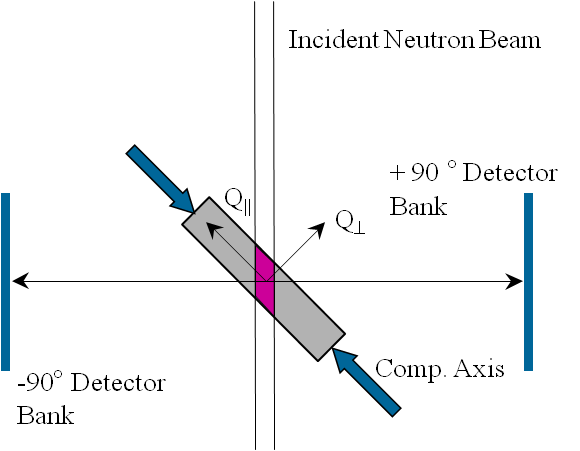 Incident Neutron Beam
+ 90 ° Detector
Bank
Q∥
Q⊥
Comp. Axis
-90° Detector
Bank